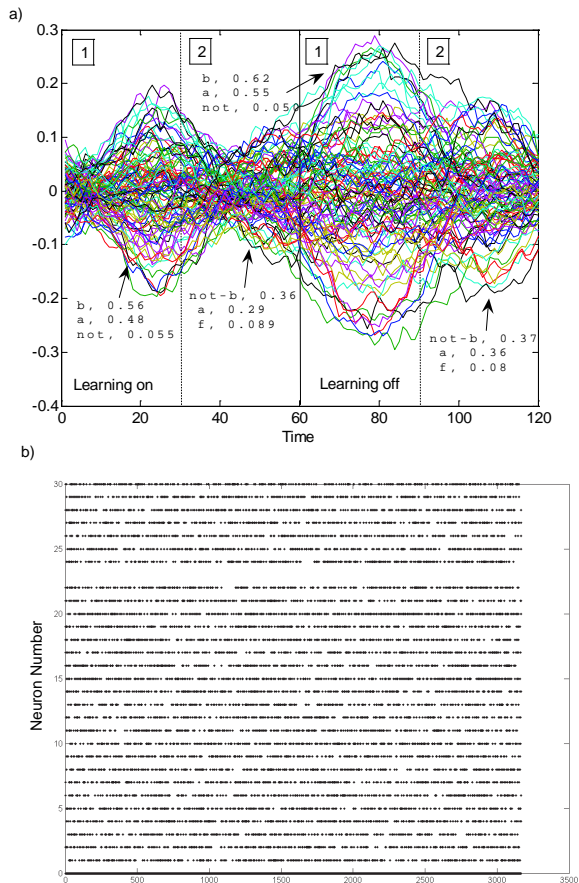 a)
0.3
0.2
0.1
0
-0.1
-0.2
-0.3
-0.4
1
2
1
2
b, 0.62
a, 0.55
not, 0.054
b, 0.56
a, 0.48
not, 0.055
not-b, 0.36
a, 0.29
f, 0.089
not-b, 0.37
a, 0.36
f, 0.08
Learning on
Learning off
0 20 40 60 80 100 120
Time
b)
30
25
20
15
10
5
0
Neuron Number
0 500 1000 1500 2000 2500 3000 3500